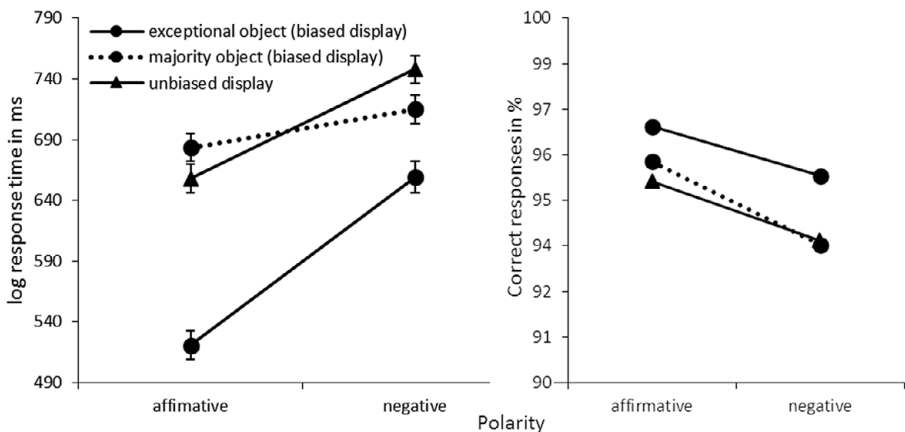 790
740
690
640
590
540
490
log response time in ms
exceptional object (biased display)
majority object (biased display)
unbiased display
affimative
negative
100
99
97
96
95
94
92
91
90
Correct responses in %
affirmative
negative
Polarity